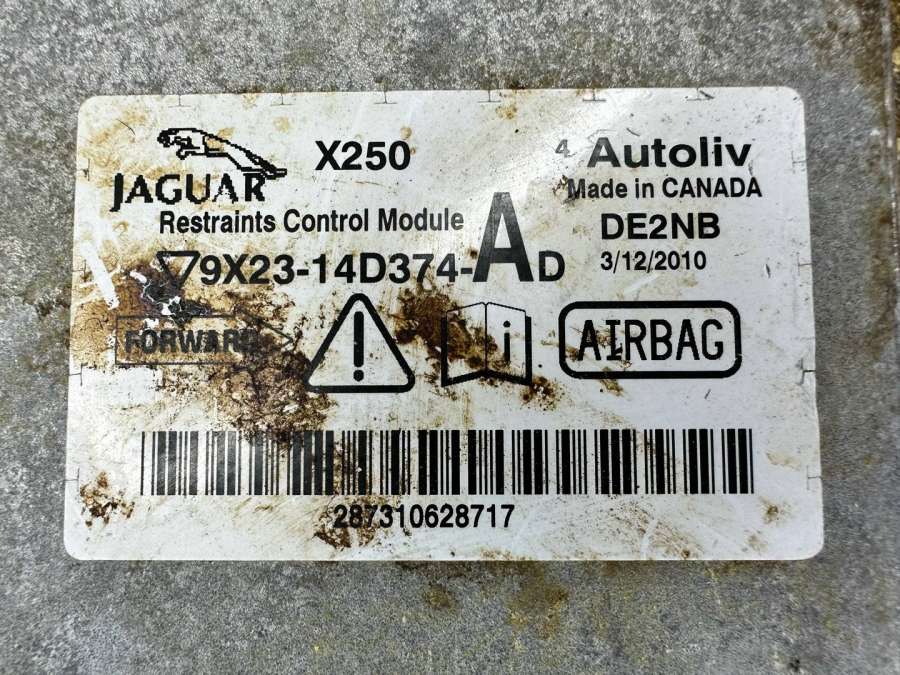 JAGUAR
X250
4 Autoliv
Made in CANADA
Restraints Control Module
DE2NB
9X23-14D374-AD
3/12/2010
FORWARD
i
AIRBAG
287310628717